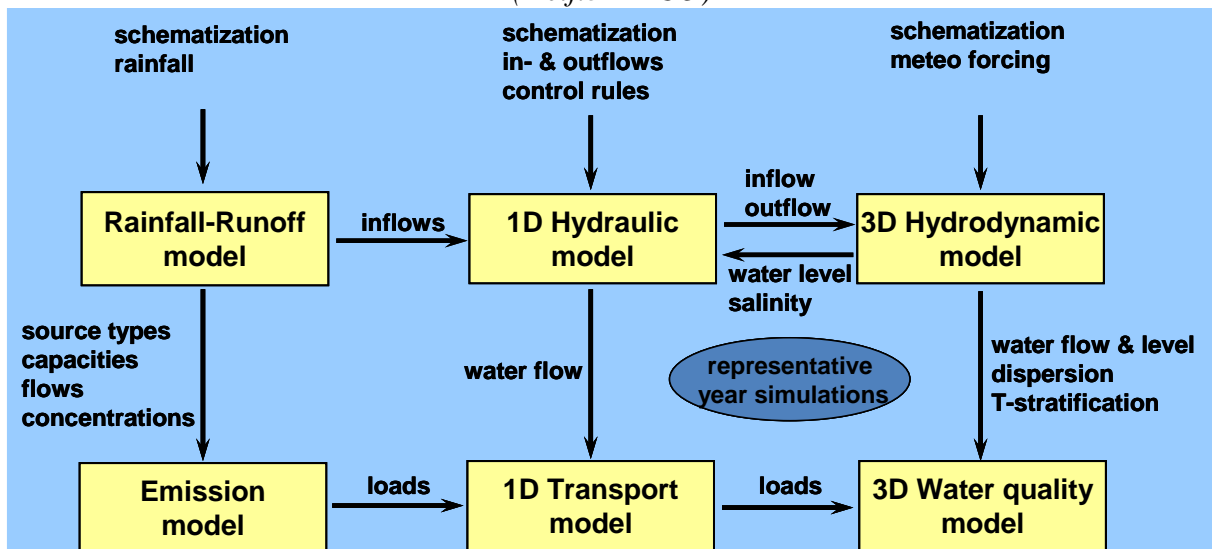 schematization
rainfall
schematization
in- & outflows
control rules
schematization
meteo forcing
Rainfall-Runoff
model
inflows
1D Hydraulic
model
inflow
outflow
water level
salinity
3D Hydrodynamic
model
source types
capacities
flows
concentrations
water flow
representative
year simulations
water flow & level
dispersion
T-stratification
Emission
model
loads
1D Transport
model
loads
3D Water quality
model